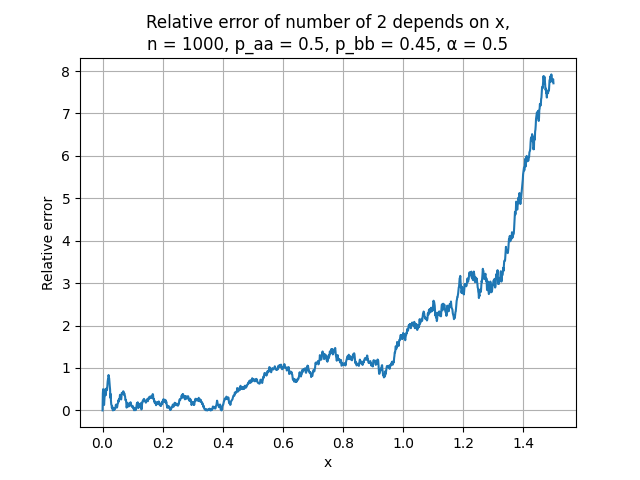 Relative error of number of 2 depends on x,
n = 1000, p_aa = 0.5, p_bb = 0.45, α = 0.5
8
7
6
5
4
3
2
1
0
Relative error
0.0 0.2 0.4 0.6 0.8 1.0 1.2 1.4
x